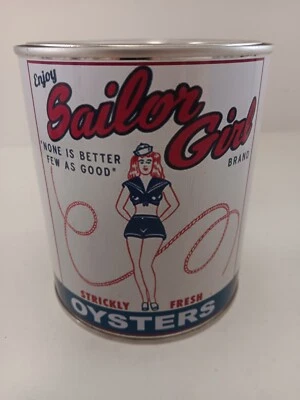 Enjoy
Sailor
Girl
"NONE IS BETTER
FEW AS GOOD"
BRAND
STRICKLY FRESH
OYSTERS